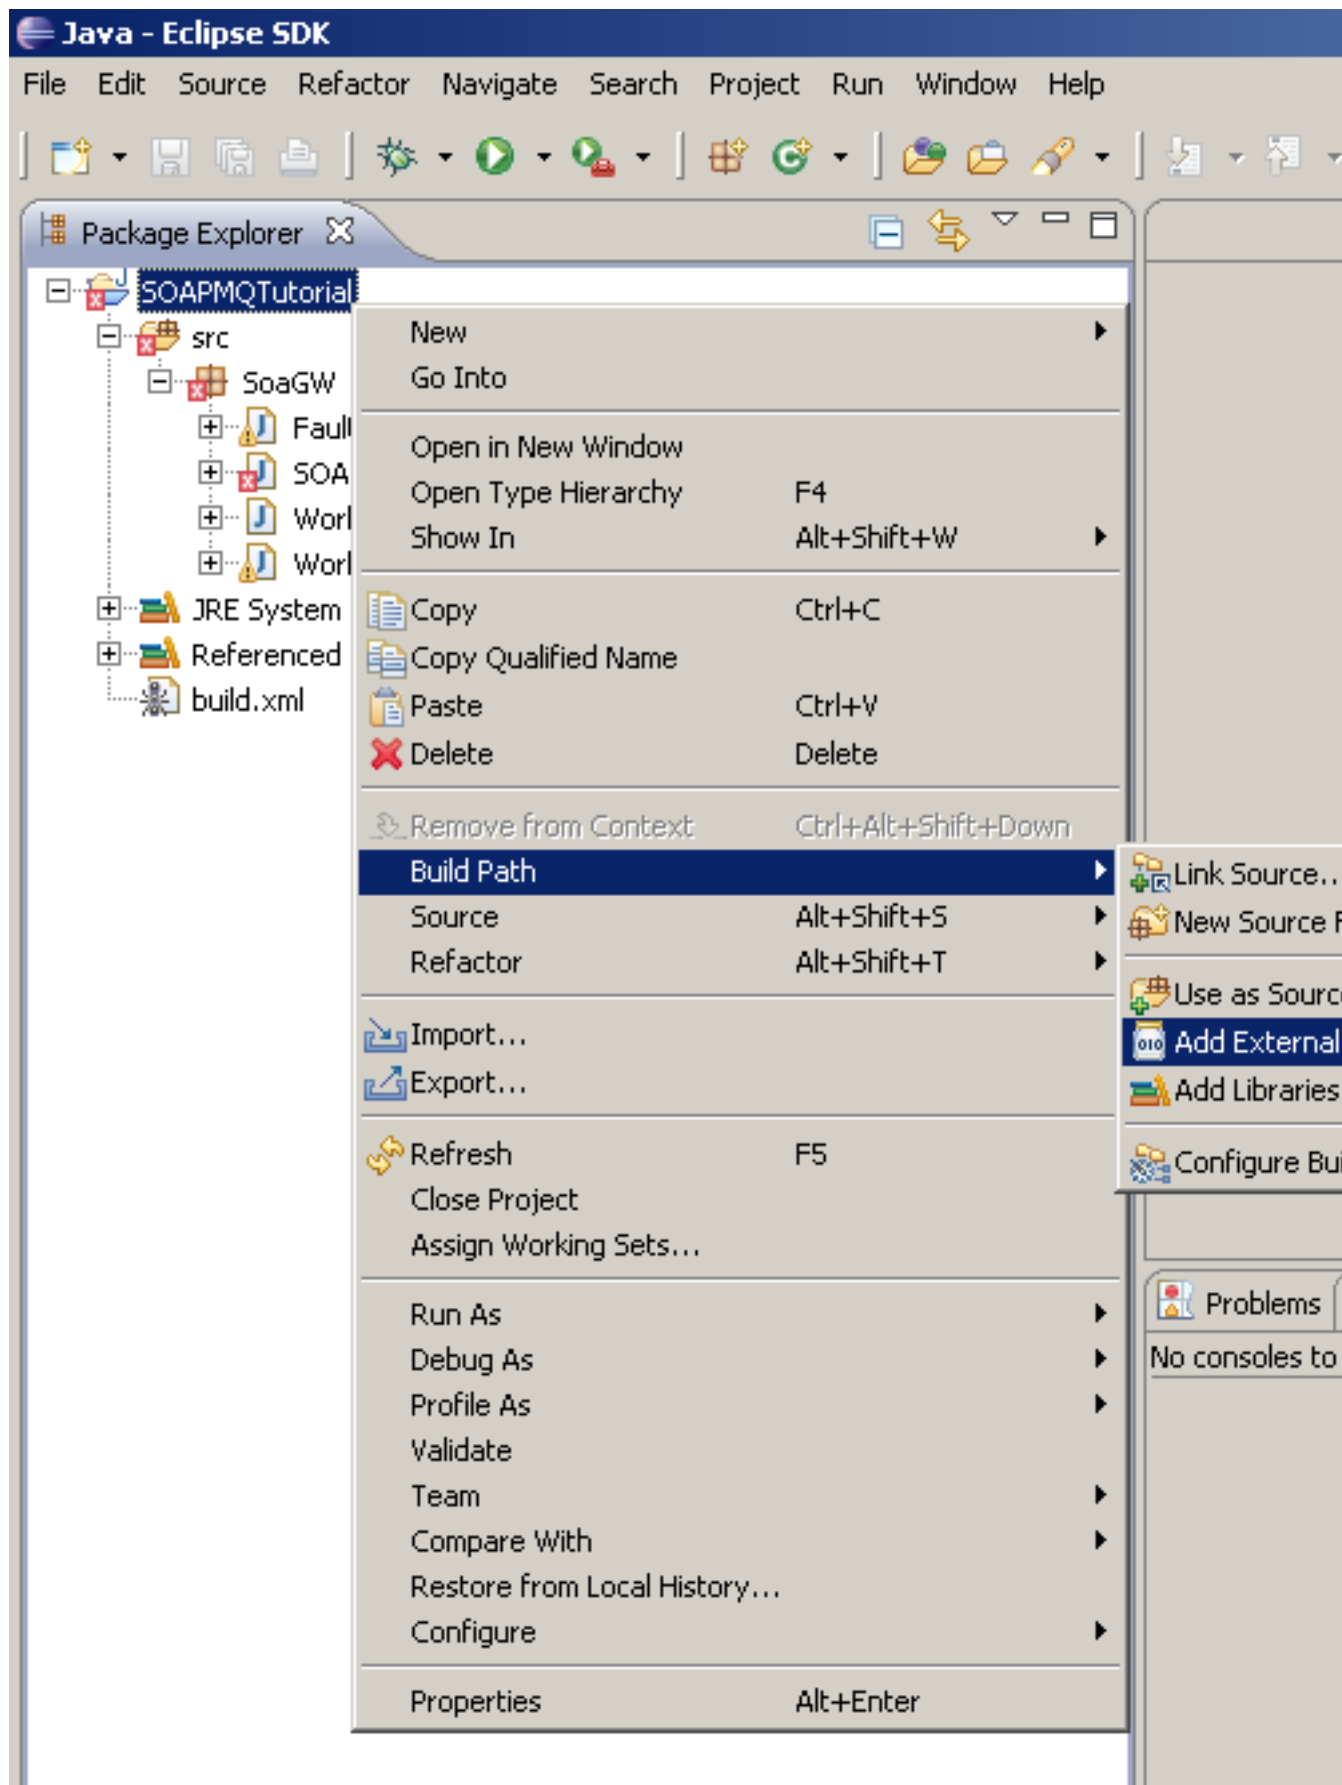 Java - Eclipse SDK
File Edit Source Refactor Navigate Search Project Run Window Help
Package Explorer
SOAPMQTutorial
src
SoaGW
Faul
SOA
Worl
Worl
JRE System
Referenced
build.xml
New
Go Into
Open in New Window
Open Type Hierarchy F4
Show In Alt+Shift+W
Copy Ctrl+C
Copy Qualified Name
Paste Ctrl+V
Delete Delete
Remove from Context Ctrl+Alt+Shift+Down
Build Path
Source Alt+Shift+S
Refactor Alt+Shift+T
Import...
Export...
Refresh F5
Close Project
Assign Working Sets...
Run As
Debug As
Profile As
Validate
Team
Compare With
Restore from Local History...
Configure
Properties Alt+Enter
Link Source..
New Source F
Use as Sourc
Add External
Add Libraries
Configure Bui
Problems
No consoles to